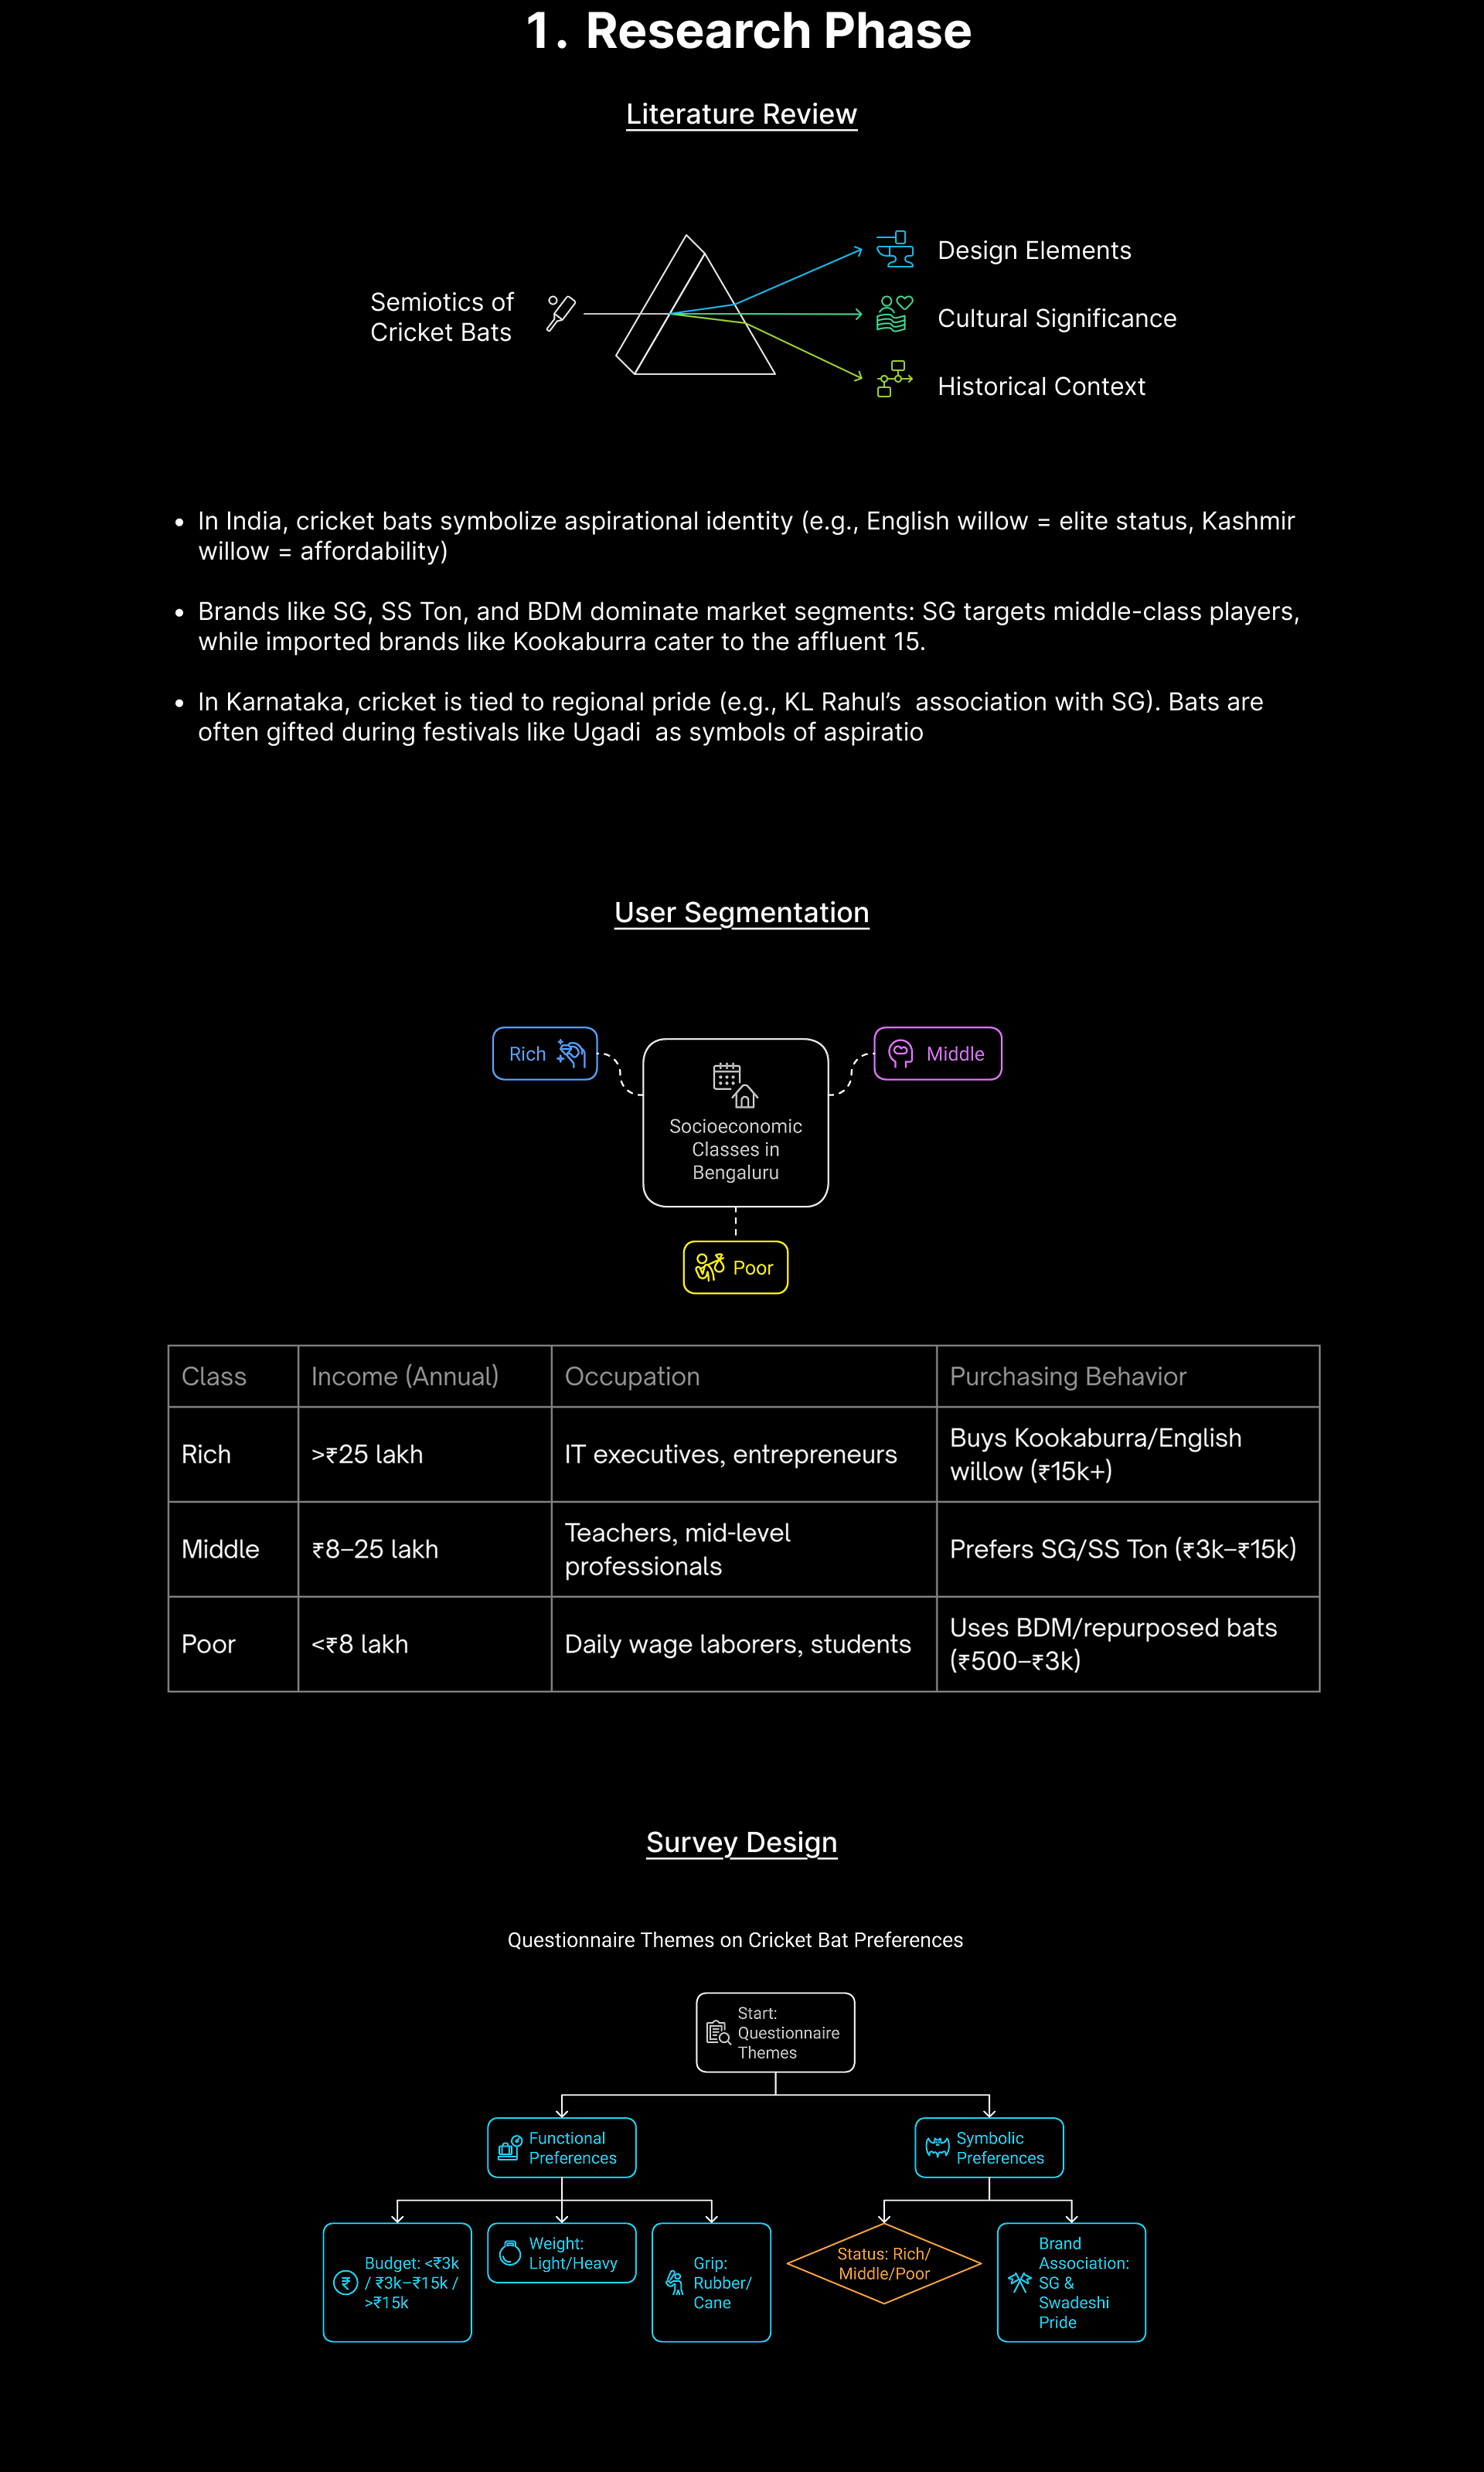 1. Research Phase
Literature Review
Semiotics of
Cricket Bats
Design Elements
Cultural Significance
Historical Context
• In India, cricket bats symbolize aspirational identity (e.g., English willow = elite status, Kashmir
willow = affordability)
• Brands like SG, SS Ton, and BDM dominate market segments: SG targets middle-class players,
while imported brands like Kookaburra cater to the affluent 15.
• In Karnataka, cricket is tied to regional pride (e.g., KL Rahul’s  association with SG). Bats are
often gifted during festivals like Ugadi  as symbols of aspiratio
User Segmentation
Rich
Middle
Socioeconomic
Classes in
Bengaluru
Poor
Class Income (Annual) Occupation Purchasing Behavior
Rich >₹25 lakh IT executives, entrepreneurs Buys Kookaburra/English
willow (₹15k+)
Middle ₹8–25 lakh Teachers, mid-level
professionals Prefers SG/SS Ton (₹3k–₹15k)
Poor <₹8 lakh Daily wage laborers, students Uses BDM/repurposed bats
(₹500–₹3k)
Survey Design
Questionnaire Themes on Cricket Bat Preferences
Start:
Questionnaire
Themes
Functional
Preferences
Symbolic
Preferences
Budget: <₹3k
/ ₹3k–₹15k /
>₹15k
Weight:
Light/Heavy
Grip:
Rubber/
Cane
Status: Rich/
Middle/Poor
Brand
Association:
SG &
Swadeshi
Pride